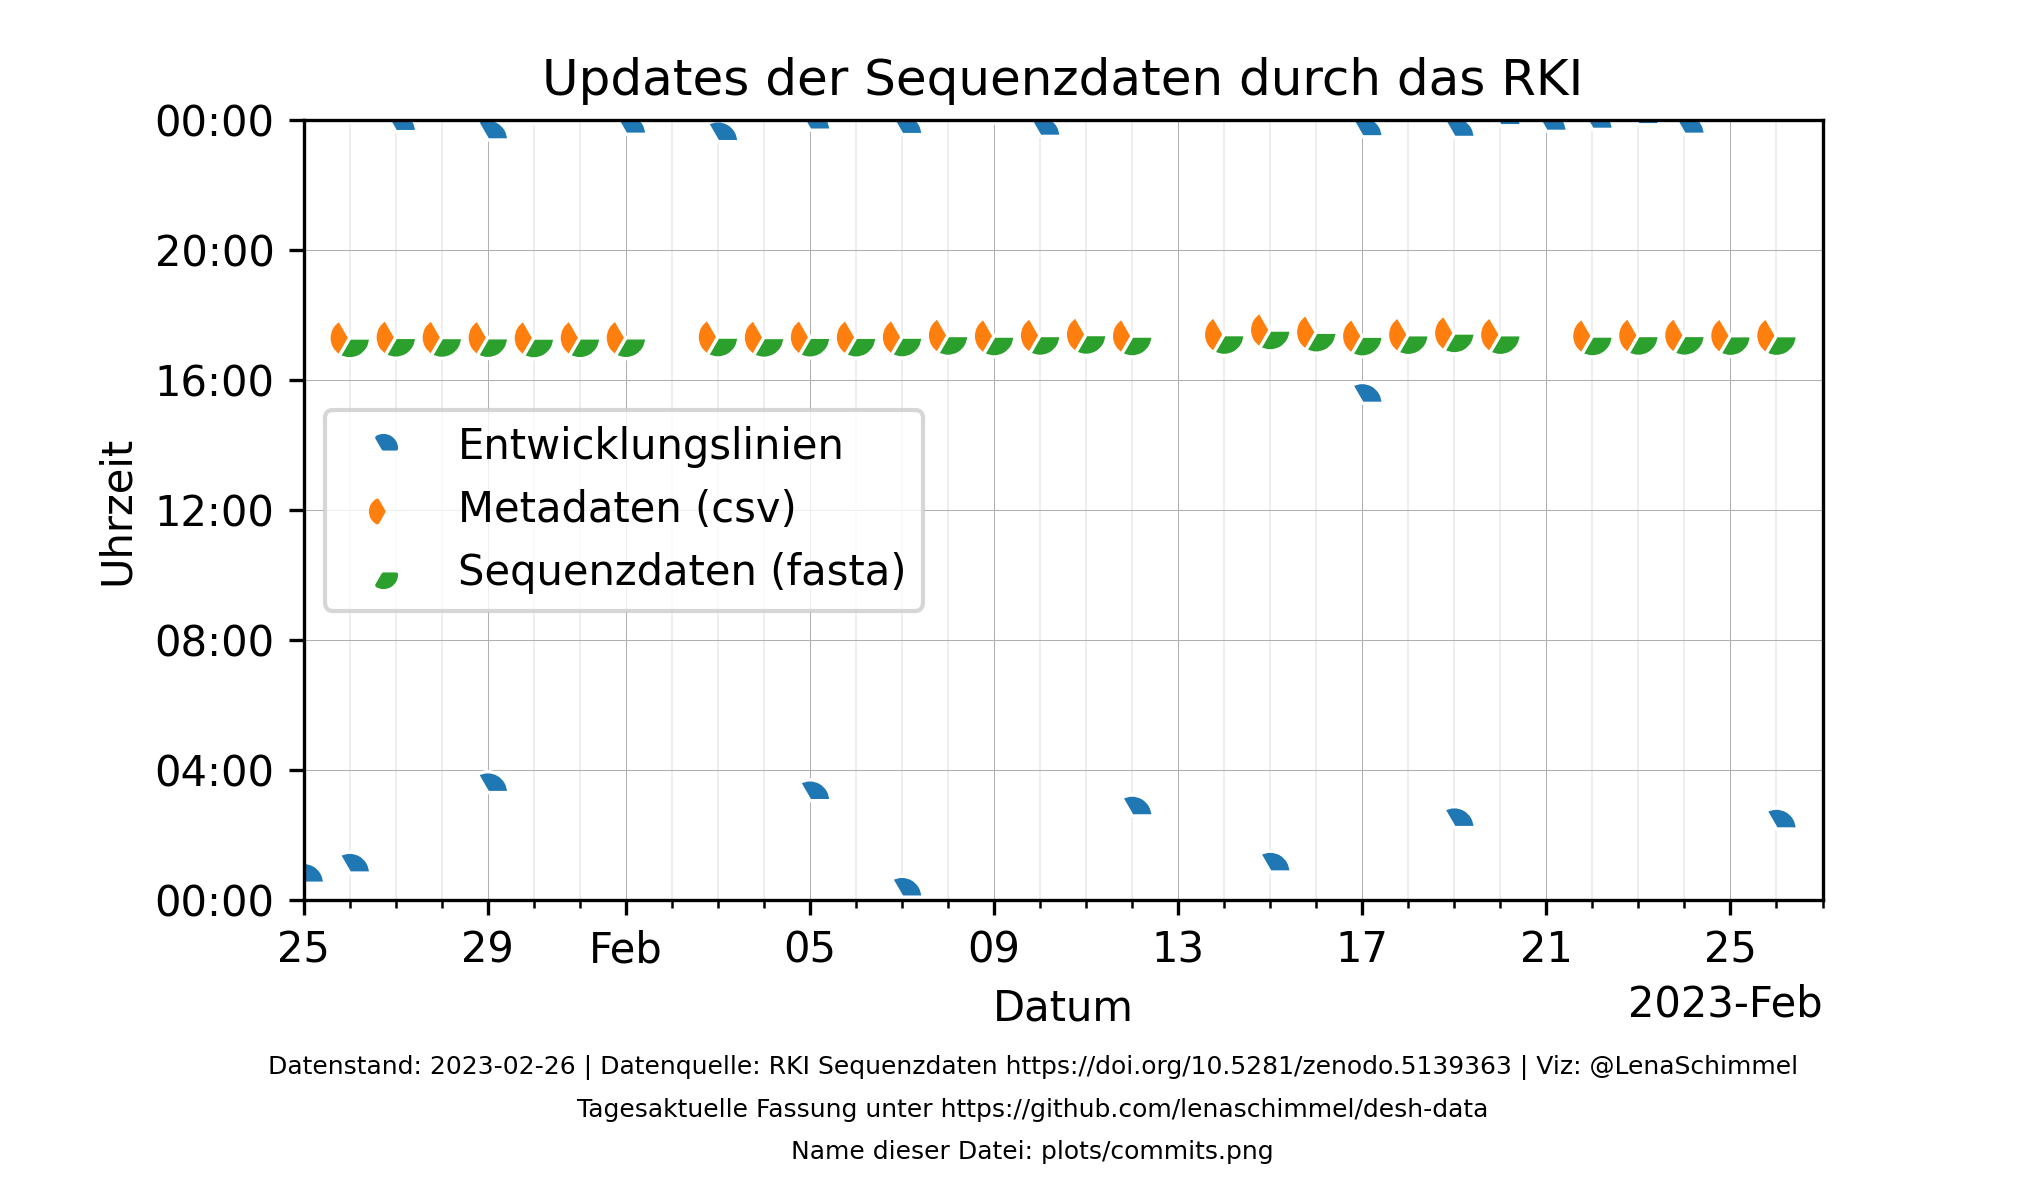 Updates der Sequenzdaten durch das RKI
00:00
20:00
16:00
12:00
08:00
04:00
00:00
Uhrzeit
Entwicklungslinien
Metadaten (csv)
Sequenzdaten (fasta)
25 29 Feb 05 09 13 17 21 25
Datum
2023-Feb
Datenstand: 2023-02-26 | Datenquelle: RKI Sequenzdaten https://doi.org/10.5281/zenodo.5139363 | Viz: @LenaSchimmel
Tagesaktuelle Fassung unter https://github.com/lenaschimmel/desh-data
Name dieser Datei: plots/commits.png